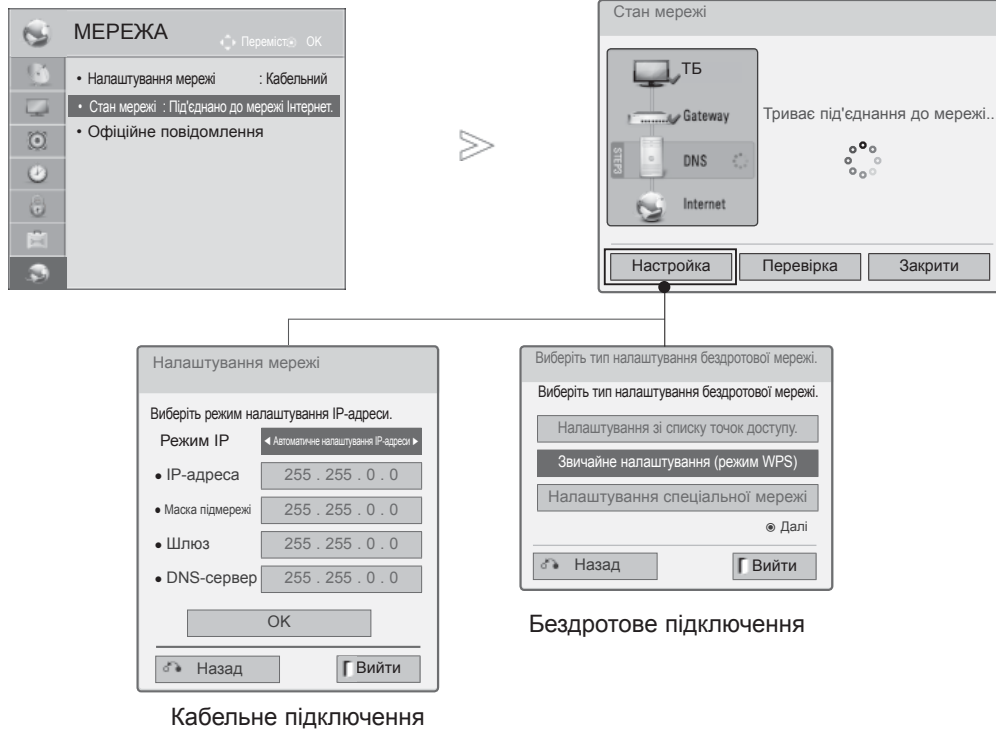 МЕРЕЖА
Переміст. OK
• Налаштування мережі : Кабельний
• Стан мережі : Під'єднано до мережі Інтернет.
• Офіційне повідомлення
Стан мережі
ТБ
Gateway
STEP3
DNS
Internet
Триває під'єднання до мережі..
Настройка
Перевірка
Закрити
Налаштування мережі
Виберіть режим налаштування IP-адреси.
Режим IP ◀ Автоматичне налаштування IP-адреси ▶
• IP-адреса 255 . 255 . 0 . 0
• Маска підмережі 255 . 255 . 0 . 0
• Шлюз 255 . 255 . 0 . 0
• DNS-сервер 255 . 255 . 0 . 0
OK
Назад
Вийти
Кабельне підключення
Виберіть тип налаштування бездротової мережі.
Виберіть тип налаштування бездротової мережі.
Налаштування зі списку точок доступу.
Звичайне налаштування (режим WPS)
Налаштування спеціальної мережі
◉ Далі
Назад
Вийти
Бездротове підключення